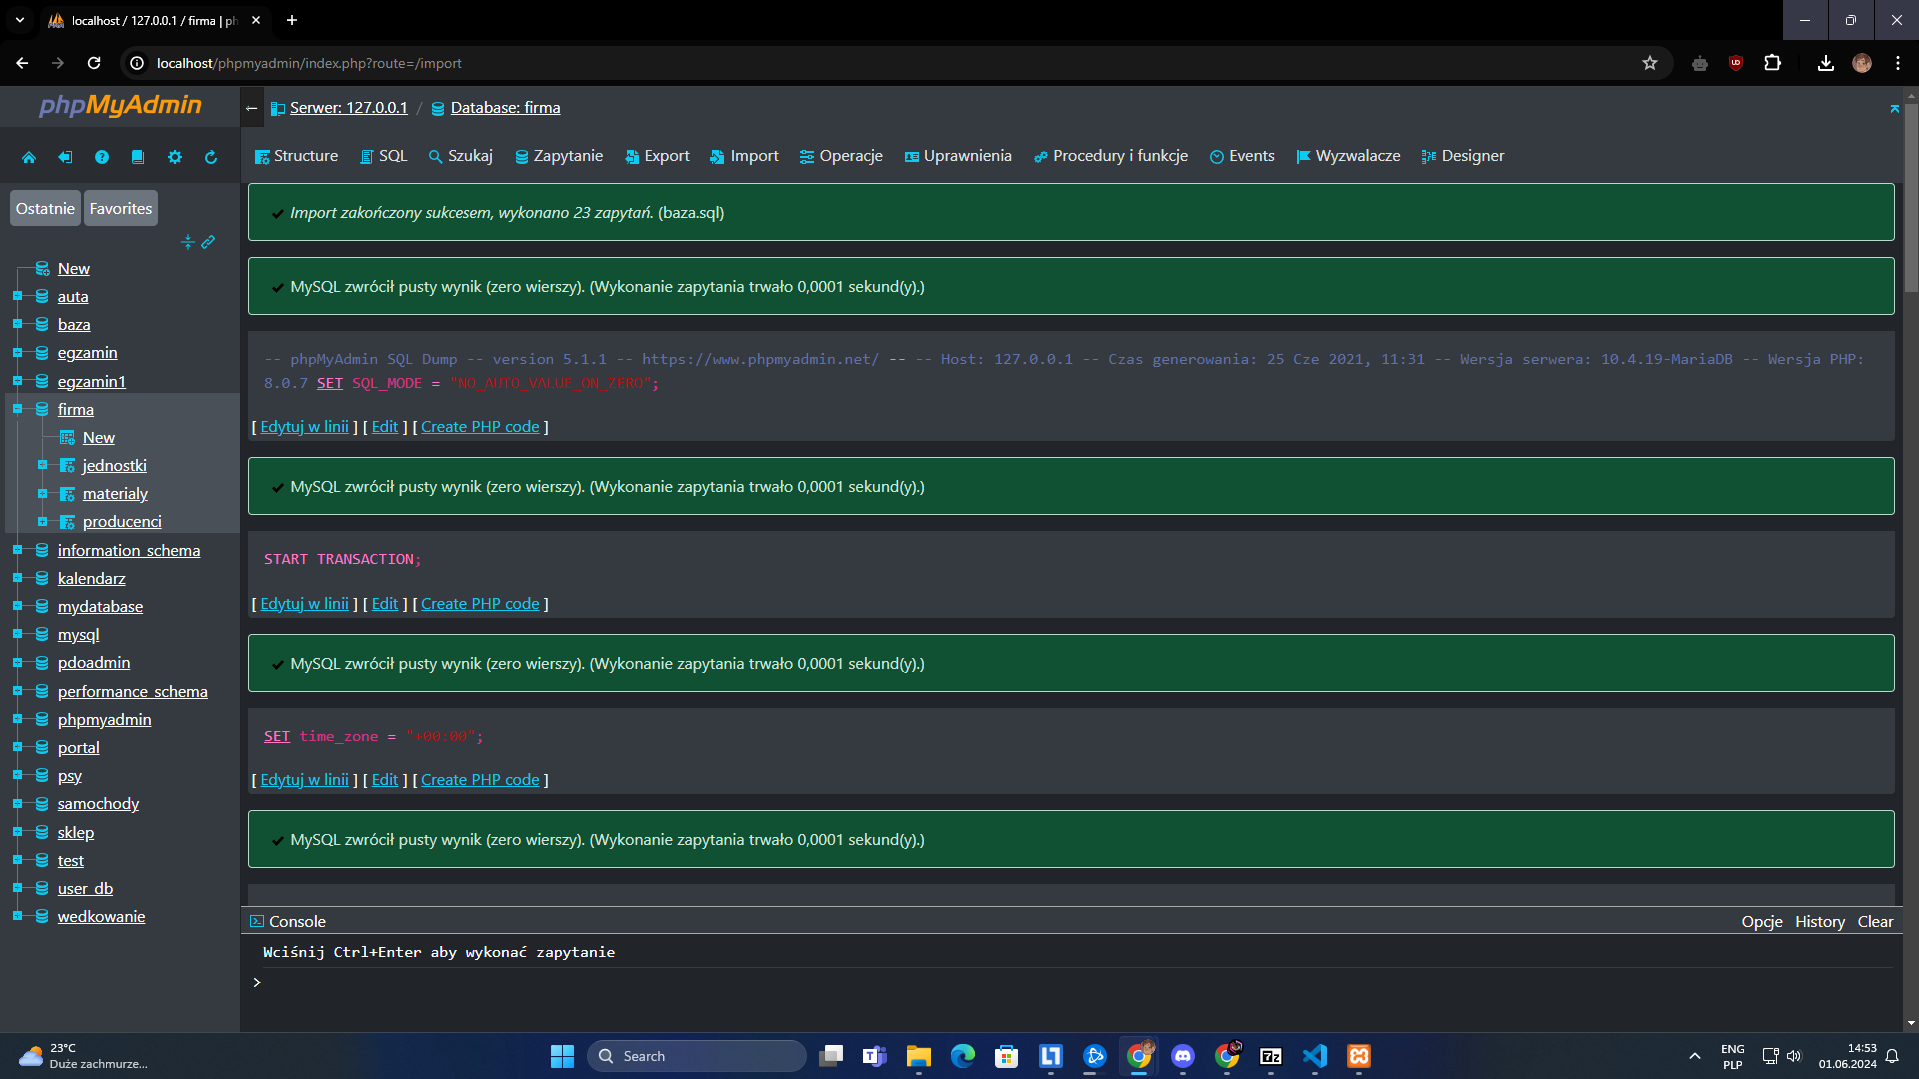 localhost / 127.0.0.1 / firma | ph
localhost/phpmyadmin/index.php?route=/import
phpMyAdmin
Serwer: 127.0.0.1 / Database: firma
Structure SQL Szukaj Zapytanie Export Import Operacje Uprawnienia Procedury i funkcje Events Wyzwalacze Designer
Ostatnie Favorites
New
auta
baza
egzamin
egzamin1
firma
New
jednostki
materialy
producenci
information_schema
kalendarz
mydatabase
mysql
pdoadmin
performance_schema
phpmyadmin
portal
psy
samochody
sklep
test
user_db
wedkowanie
Import zakończony sukcesem, wykonano 23 zapytań. (baza.sql)
MySQL zwrócił pusty wynik (zero wierszy). (Wykonanie zapytania trwało 0,0001 sekund(y).)
-- phpMyAdmin SQL Dump -- version 5.1.1 -- https://www.phpmyadmin.net/ -- -- Host: 127.0.0.1 -- Czas generowania: 25 Cze 2021, 11:31 -- Wersja serwera: 10.4.19-MariaDB -- Wersja PHP:
8.0.7 SET SQL_MODE = "NO_AUTO_VALUE_ON_ZERO";
[ Edytuj w linii ] [ Edit ] [ Create PHP code ]
MySQL zwrócił pusty wynik (zero wierszy). (Wykonanie zapytania trwało 0,0001 sekund(y).)
START TRANSACTION;
[ Edytuj w linii ] [ Edit ] [ Create PHP code ]
MySQL zwrócił pusty wynik (zero wierszy). (Wykonanie zapytania trwało 0,0001 sekund(y).)
SET time_zone = "+00:00";
[ Edytuj w linii ] [ Edit ] [ Create PHP code ]
MySQL zwrócił pusty wynik (zero wierszy). (Wykonanie zapytania trwało 0,0001 sekund(y).)
Console Opcje History Clear
Wciśnij Ctrl+Enter aby wykonać zapytanie
>
23°C
Duże zachmurze...
Search
7z
ENG
PLP
14:53
01.06.2024